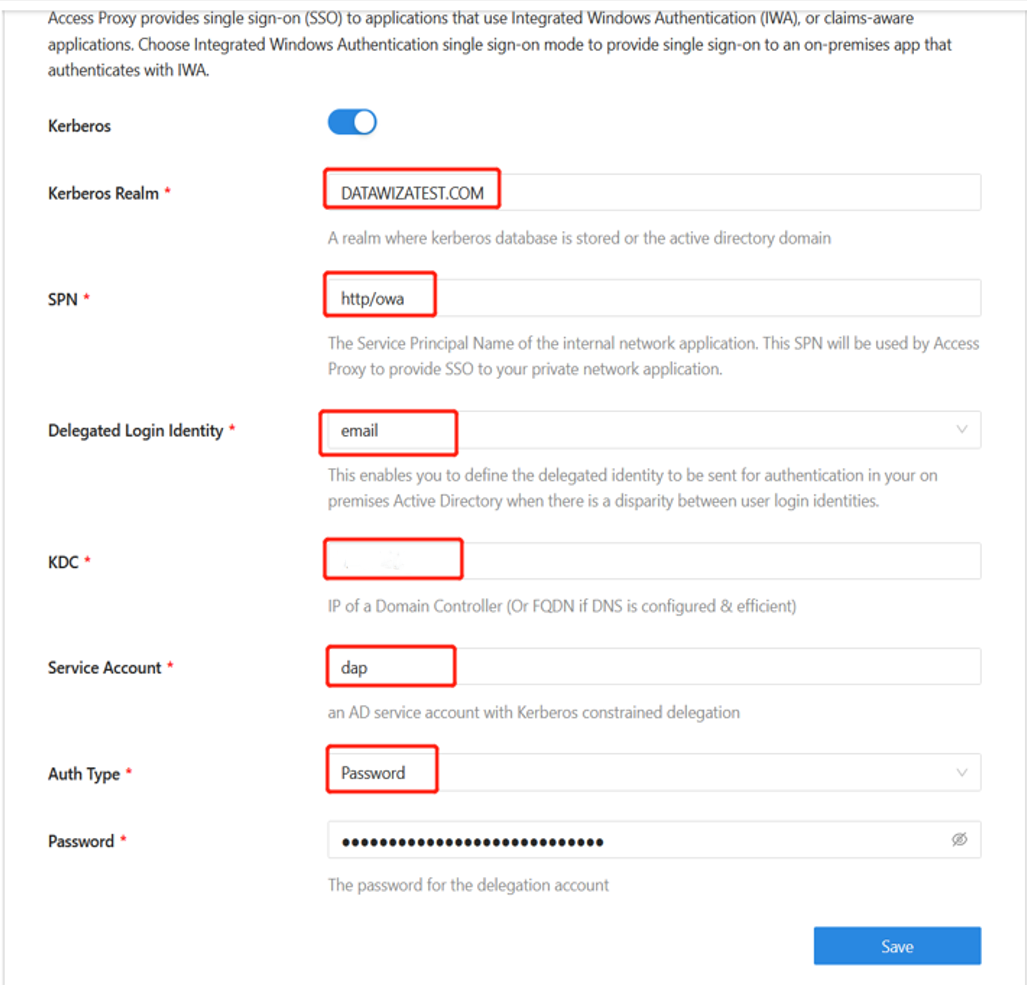 Access Proxy provides single sign-on (SSO) to applications that use Integrated Windows Authentication (IWA), or claims-aware
applications. Choose Integrated Windows Authentication single sign-on mode to provide single sign-on to an on-premises app that
authenticates with IWA.
Kerberos
Kerberos Realm *
DATAWIZATEST.COM
A realm where kerberos database is stored or the active directory domain
SPN *
http/owa
The Service Principal Name of the internal network application. This SPN will be used by Access
Proxy to provide SSO to your private network application.
Delegated Login Identity *
email
This enables you to define the delegated identity to be sent for authentication in your on
premises Active Directory when there is a disparity between user login identities.
KDC *
IP of a Domain Controller (Or FQDN if DNS is configured & efficient)
Service Account *
dap
an AD service account with Kerberos constrained delegation
Auth Type *
Password
Password *
The password for the delegation account
Save